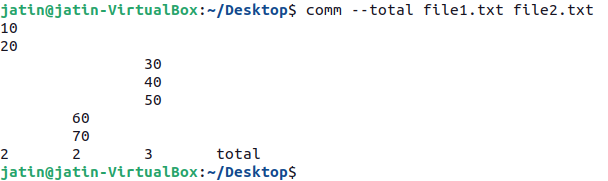 jatin@jatin-VirtualBox:~/Desktop$ comm --total file1.txt file2.txt
10
20
		30
		40
		50
	60
	70
2	2	3	total
jatin@jatin-VirtualBox:~/Desktop$